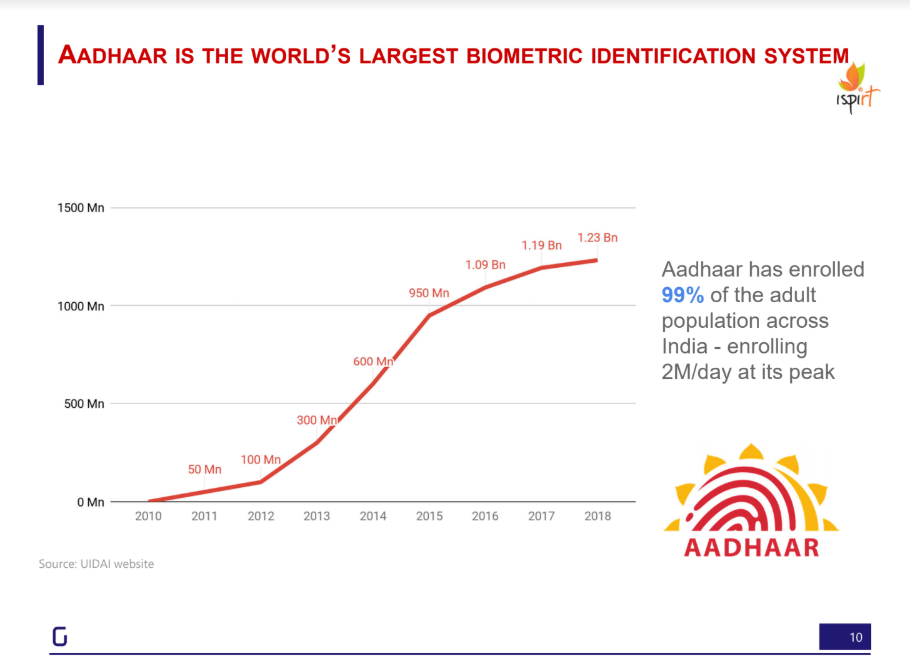 AADHAAR IS THE WORLD'S LARGEST BIOMETRIC IDENTIFICATION SYSTEM
ispirt
1500 Mn
1000 Mn
500 Mn
0 Mn
50 Mn
100 Mn
300 Mn
600 Mn
950 Mn
1.09 Bn
1.19 Bn
1.23 Bn
2010 2011 2012 2013 2014 2015 2016 2017 2018
Aadhaar has enrolled
99% of the adult
population across
India - enrolling
2M/day at its peak
AADHAAR
Source: UIDAI website
G
10